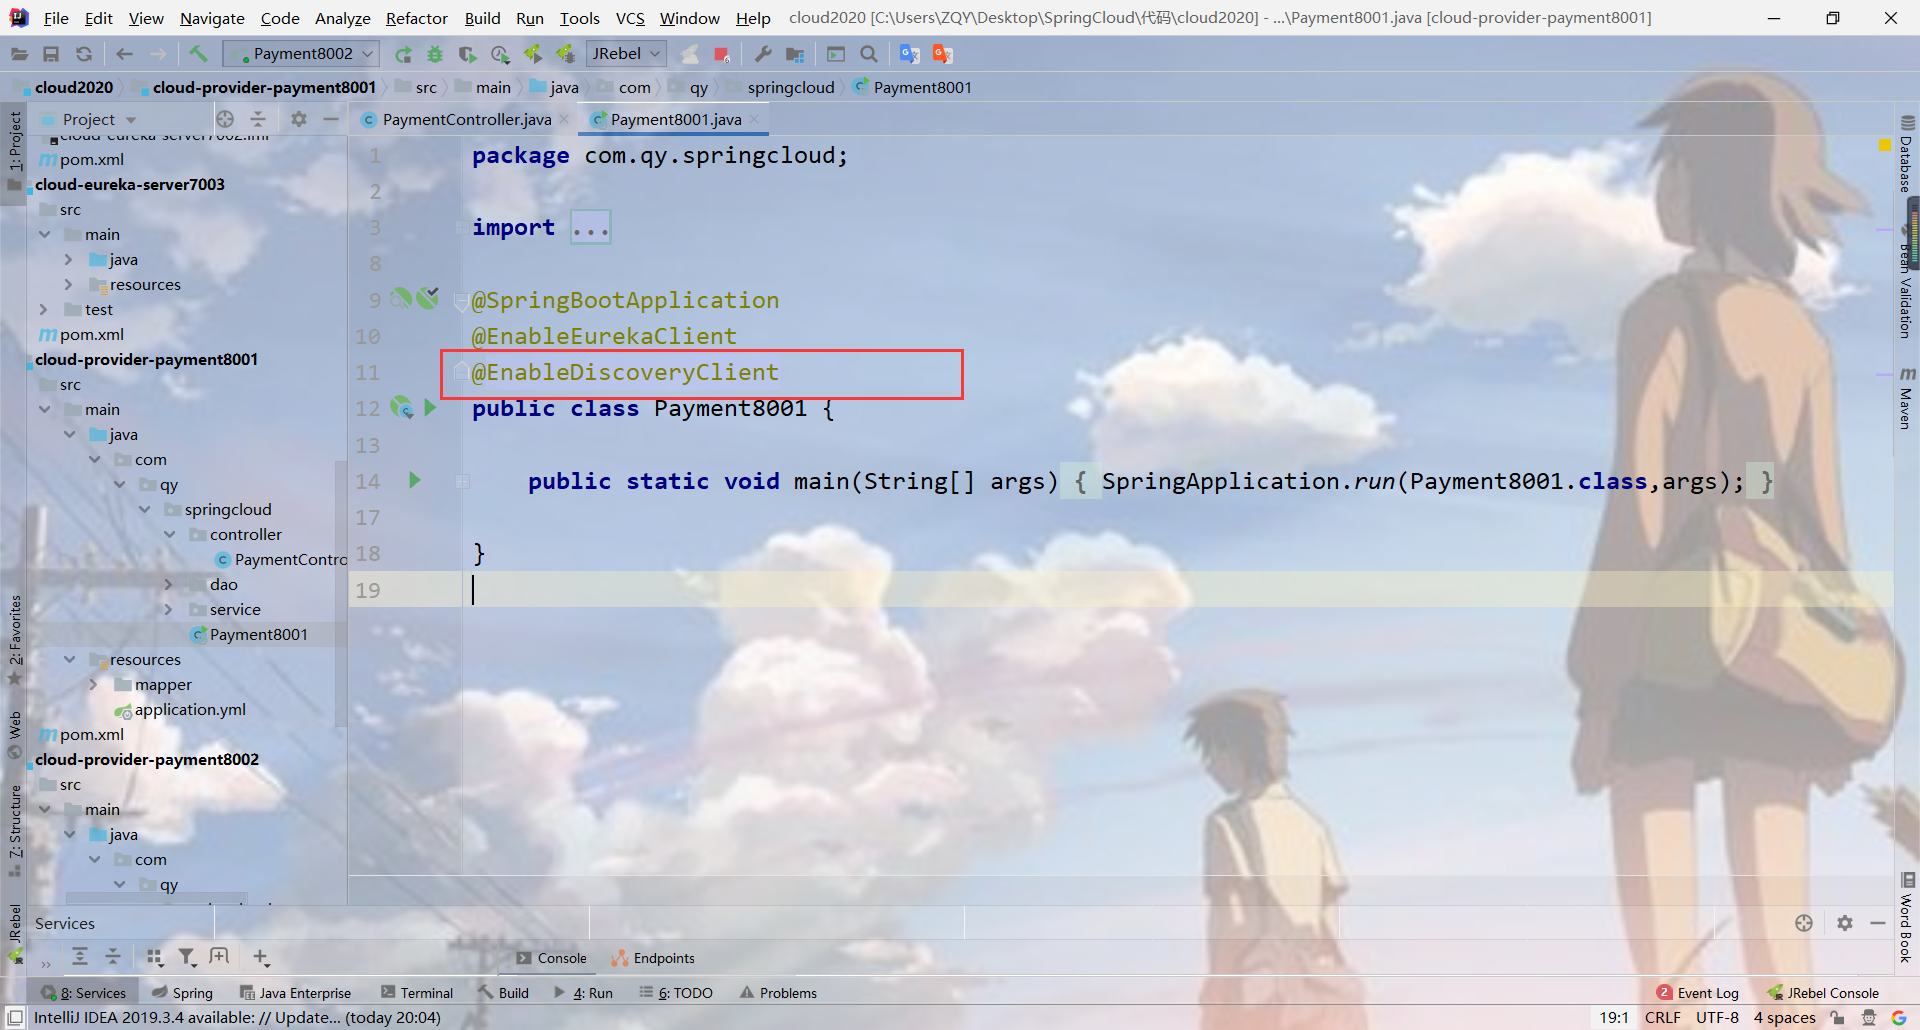 File Edit View Navigate Code Analyze Refactor Build Run Tools VCS Window Help cloud2020 [C:\Users\ZQY\Desktop\SpringCloud\代码\cloud2020] - ...\Payment8001.java [cloud-provider-payment8001]
Payment8002 JRebel
cloud2020 cloud-provider-payment8001 src main java com qy springcloud Payment8001
Project
PaymentController.java Payment8001.java
1: Project
2: Favorites
Web
7: Structure
JRebel
cloud-eureka-server7002.iml
pom.xml
cloud-eureka-server7003
src
main
java
resources
test
pom.xml
cloud-provider-payment8001
src
main
java
com
qy
springcloud
controller
PaymentContro
dao
service
Payment8001
resources
mapper
application.yml
pom.xml
cloud-provider-payment8002
src
main
java
com
qy
1 package com.qy.springcloud;
2
3 import ...
8
9 @SpringBootApplication
10 @EnableEurekaClient
11 @EnableDiscoveryClient
12 public class Payment8001 {
13
14 public static void main(String[] args) { SpringApplication.run(Payment8001.class,args); }
17
18 }
19
Database
Bean Validation
Maven
Word Book
Services
Console Endpoints
8: Services Spring Java Enterprise Terminal Build 4: Run 6: TODO Problems 2 Event Log JRebel Console
IntelliJ IDEA 2019.3.4 available: // Update... (today 20:04) 19:1 CRLF UTF-8 4 spaces